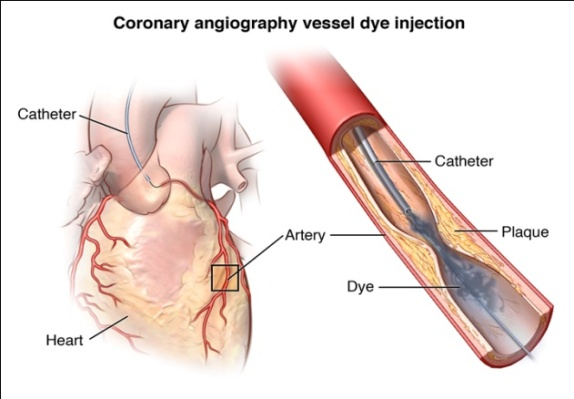 Coronary angiography vessel dye injection
Catheter
Catheter
Artery
Plaque
Dye
Heart